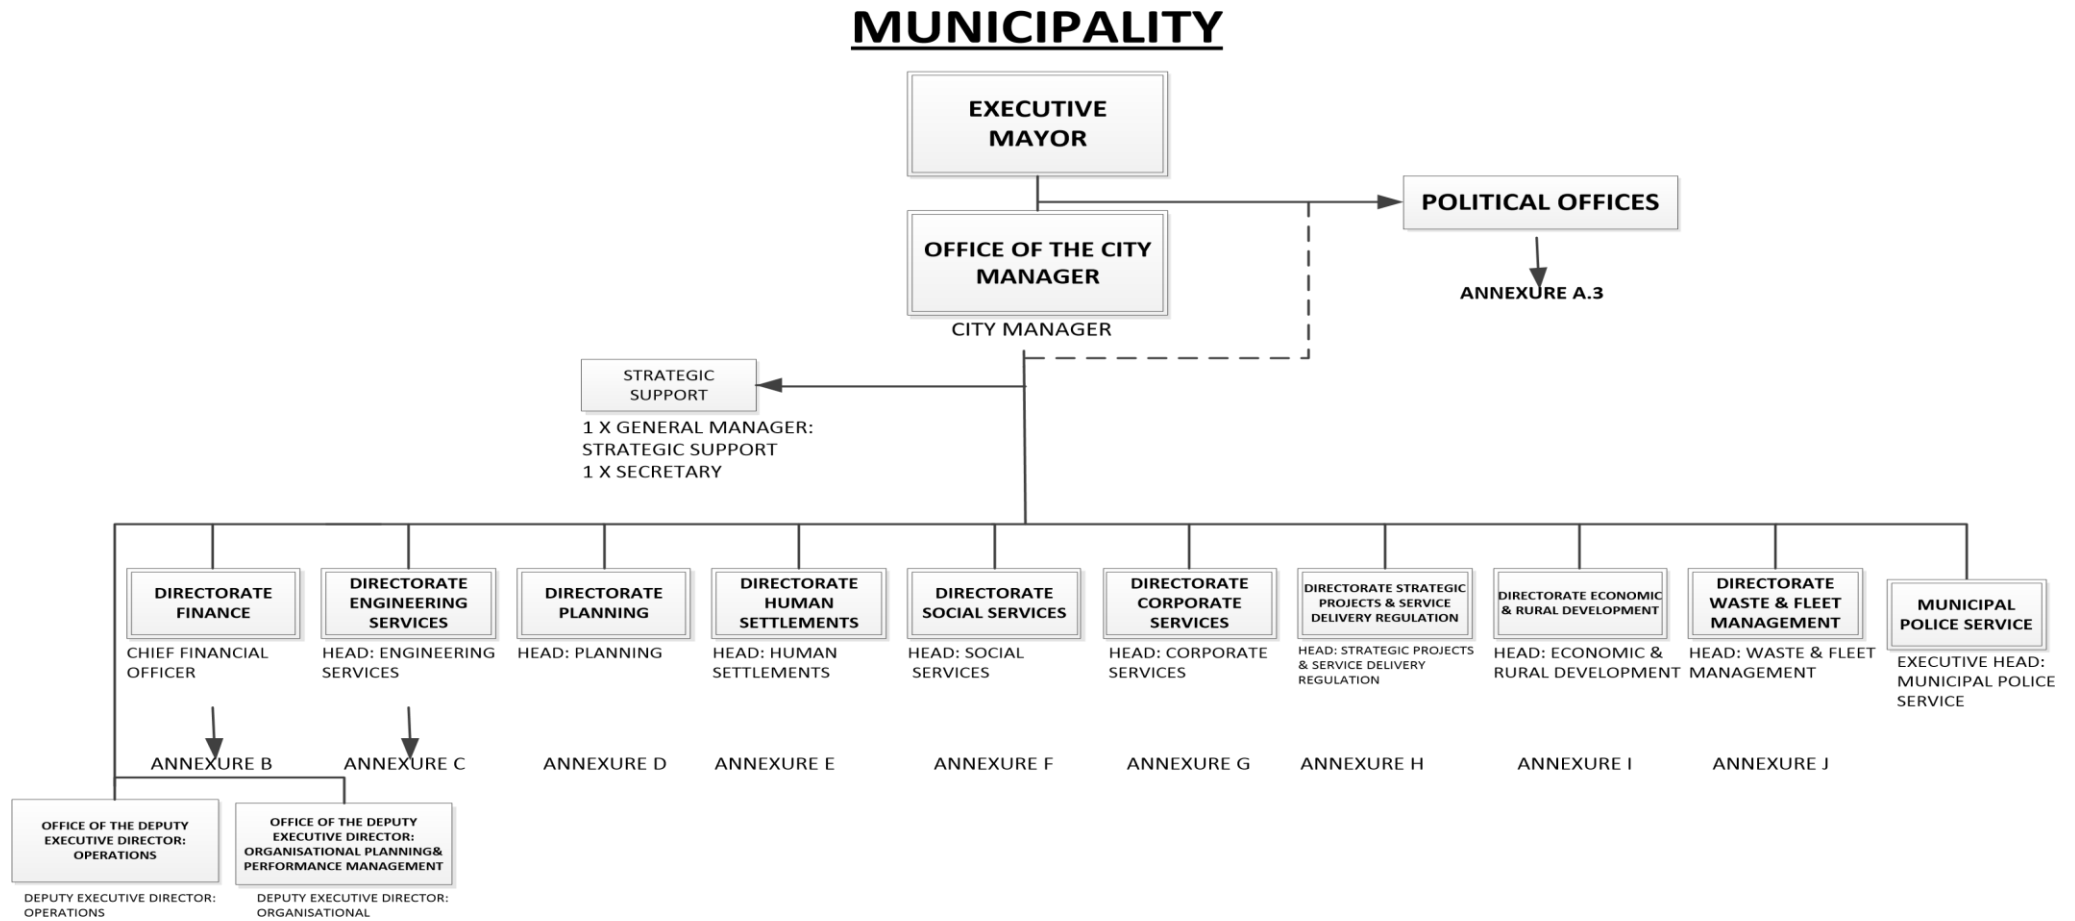 MUNICIPALITY
EXECUTIVE
MAYOR
POLITICAL OFFICES
OFFICE OF THE CITY
MANAGER
ANNEXURE A.3
CITY MANAGER
STRATEGIC
SUPPORT
1 X GENERAL MANAGER:
STRATEGIC SUPPORT
1 X SECRETARY
DIRECTORATE
FINANCE
CHIEF FINANCIAL
OFFICER
ANNEXURE B
DIRECTORATE
ENGINEERING
SERVICES
HEAD: ENGINEERING
SERVICES
ANNEXURE C
DIRECTORATE
PLANNING
HEAD: PLANNING
ANNEXURE D
DIRECTORATE
HUMAN
SETTLEMENTS
HEAD: HUMAN
SETTLEMENTS
ANNEXURE E
DIRECTORATE
SOCIAL SERVICES
HEAD: SOCIAL
SERVICES
ANNEXURE F
DIRECTORATE
CORPORATE
SERVICES
HEAD: CORPORATE
SERVICES
ANNEXURE G
DIRECTORATE STRATEGIC
PROJECTS & SERVICE
DELIVERY REGULATION
HEAD: STRATEGIC PROJECTS
& SERVICE DELIVERY
REGULATION
ANNEXURE H
DIRECTORATE ECONOMIC
& RURAL DEVELOPMENT
HEAD: ECONOMIC &
RURAL DEVELOPMENT
ANNEXURE I
DIRECTORATE
WASTE & FLEET
MANAGEMENT
HEAD: WASTE & FLEET
MANAGEMENT
ANNEXURE J
MUNICIPAL
POLICE SERVICE
EXECUTIVE HEAD:
MUNICIPAL POLICE
SERVICE
OFFICE OF THE DEPUTY
EXECUTIVE DIRECTOR:
OPERATIONS
DEPUTY EXECUTIVE DIRECTOR:
OPERATIONS
OFFICE OF THE DEPUTY
EXECUTIVE DIRECTOR:
ORGANISATIONAL PLANNING&
PERFORMANCE MANAGEMENT
DEPUTY EXECUTIVE DIRECTOR:
ORGANISATIONAL